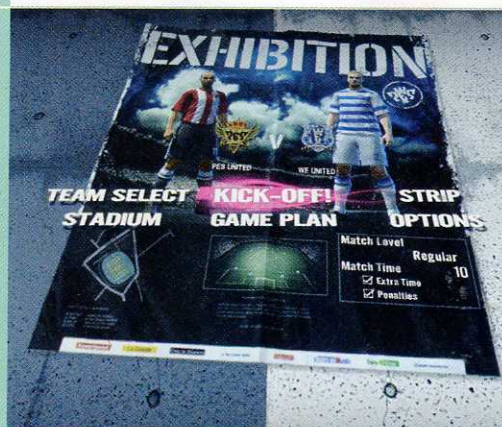 EXHIBITION
V
PES UNITED
WE UNITED
TEAM SELECT KICK-OFF! STRIP
STADIUM GAME PLAN OPTIONS
Match Level
Regular
Match Time
10
Extra Time
Penalties